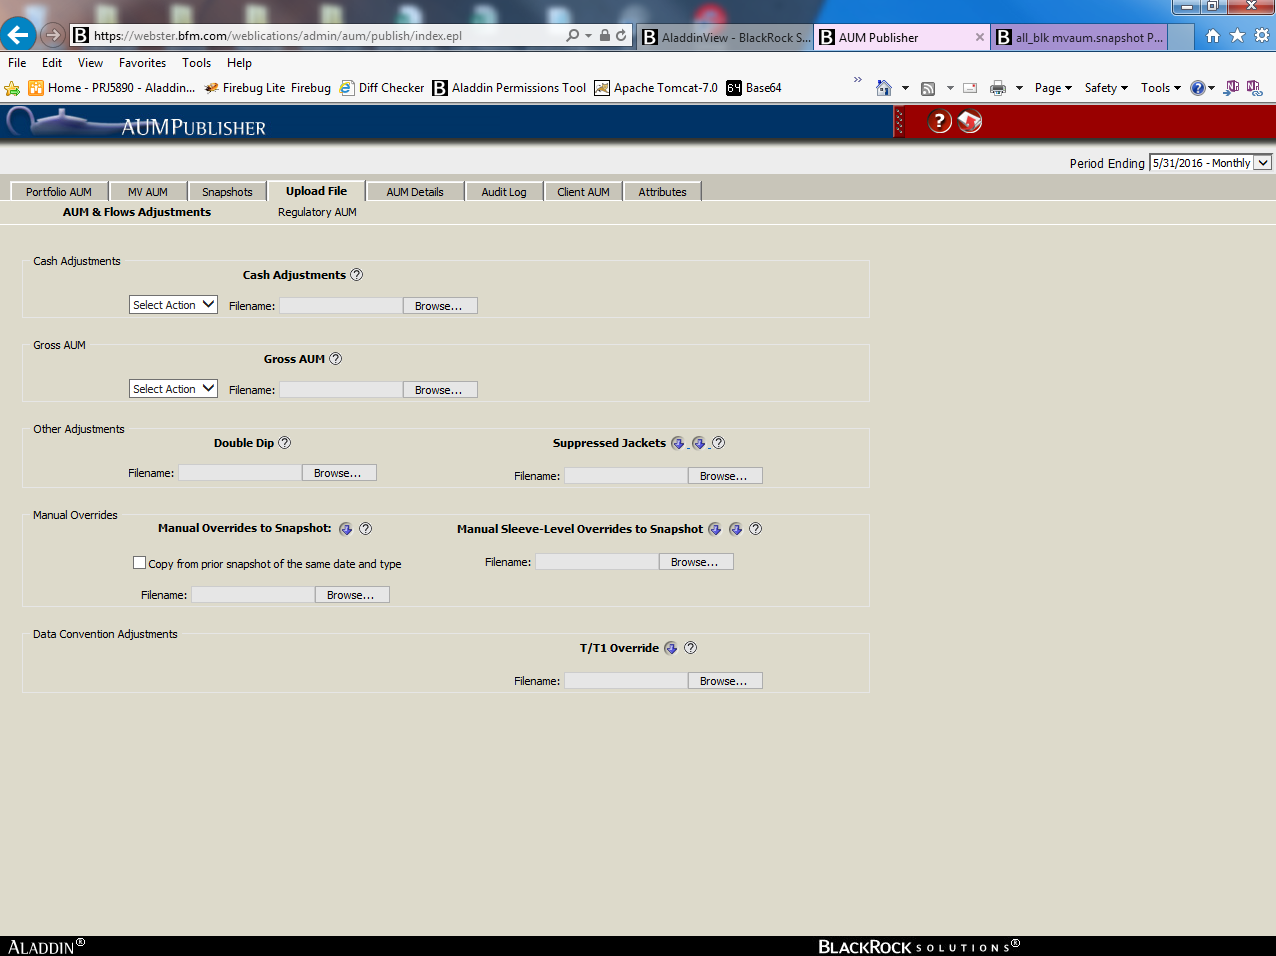 https://webster.bfm.com/weblications/admin/aum/publish/index.epl
AladdinView - BlackRock S...
AUM Publisher
all_blk mvaum.snapshot P...
File Edit View Favorites Tools Help
Home - PRJ5890 - Aladdin... Firebug Lite Firebug Diff Checker Aladdin Permissions Tool Apache Tomcat-7.0 64 Base64 Page Safety Tools
AUMPUBLISHER
Period Ending 5/31/2016 - Monthly
Portfolio AUM MV AUM Snapshots Upload File AUM Details Audit Log Client AUM Attributes
AUM & Flows Adjustments Regulatory AUM
Cash Adjustments
Cash Adjustments ?
Select Action Filename: Browse...
Gross AUM
Gross AUM ?
Select Action Filename: Browse...
Other Adjustments
Double Dip ? Suppressed Jackets ?
Filename: Browse... Filename: Browse...
Manual Overrides
Manual Overrides to Snapshot: ? Manual Sleeve-Level Overrides to Snapshot ?
Copy from prior snapshot of the same date and type Filename: Browse...
Filename: Browse...
Data Convention Adjustments
T/T1 Override ?
Filename: Browse...
ALADDIN® BLACKROCK SOLUTIONS®